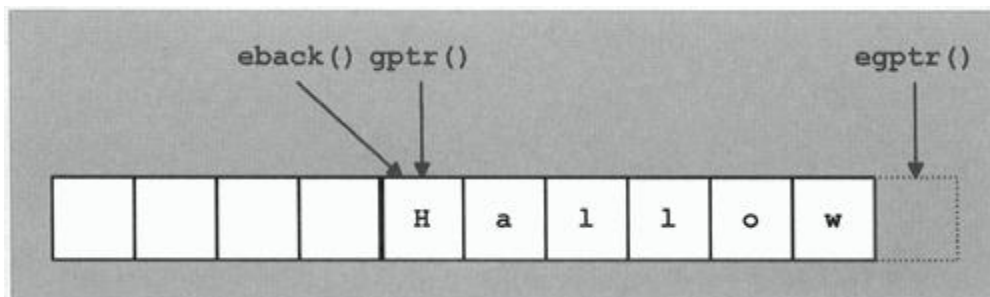 eback() gptr() egptr()
H a l l o w